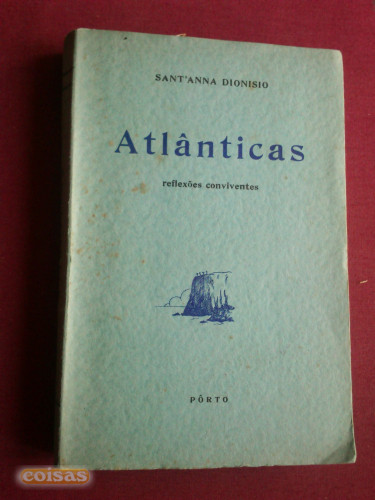 SANT'ANNA DIONISIO
Atlânticas
reflexões conviventes
PÔRTO
coisas